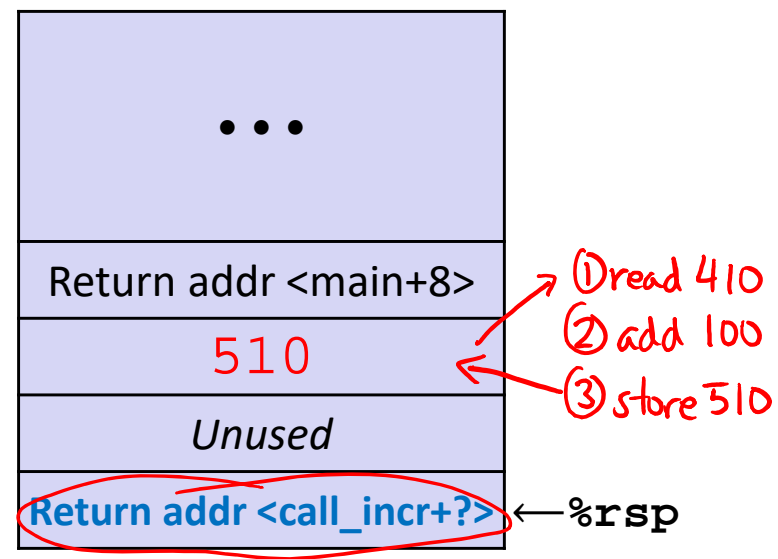 ...
Return addr <main+8>
①read 410
②add 100
510
③store 510
Unused
Return addr <call_incr+?>
←%rsp